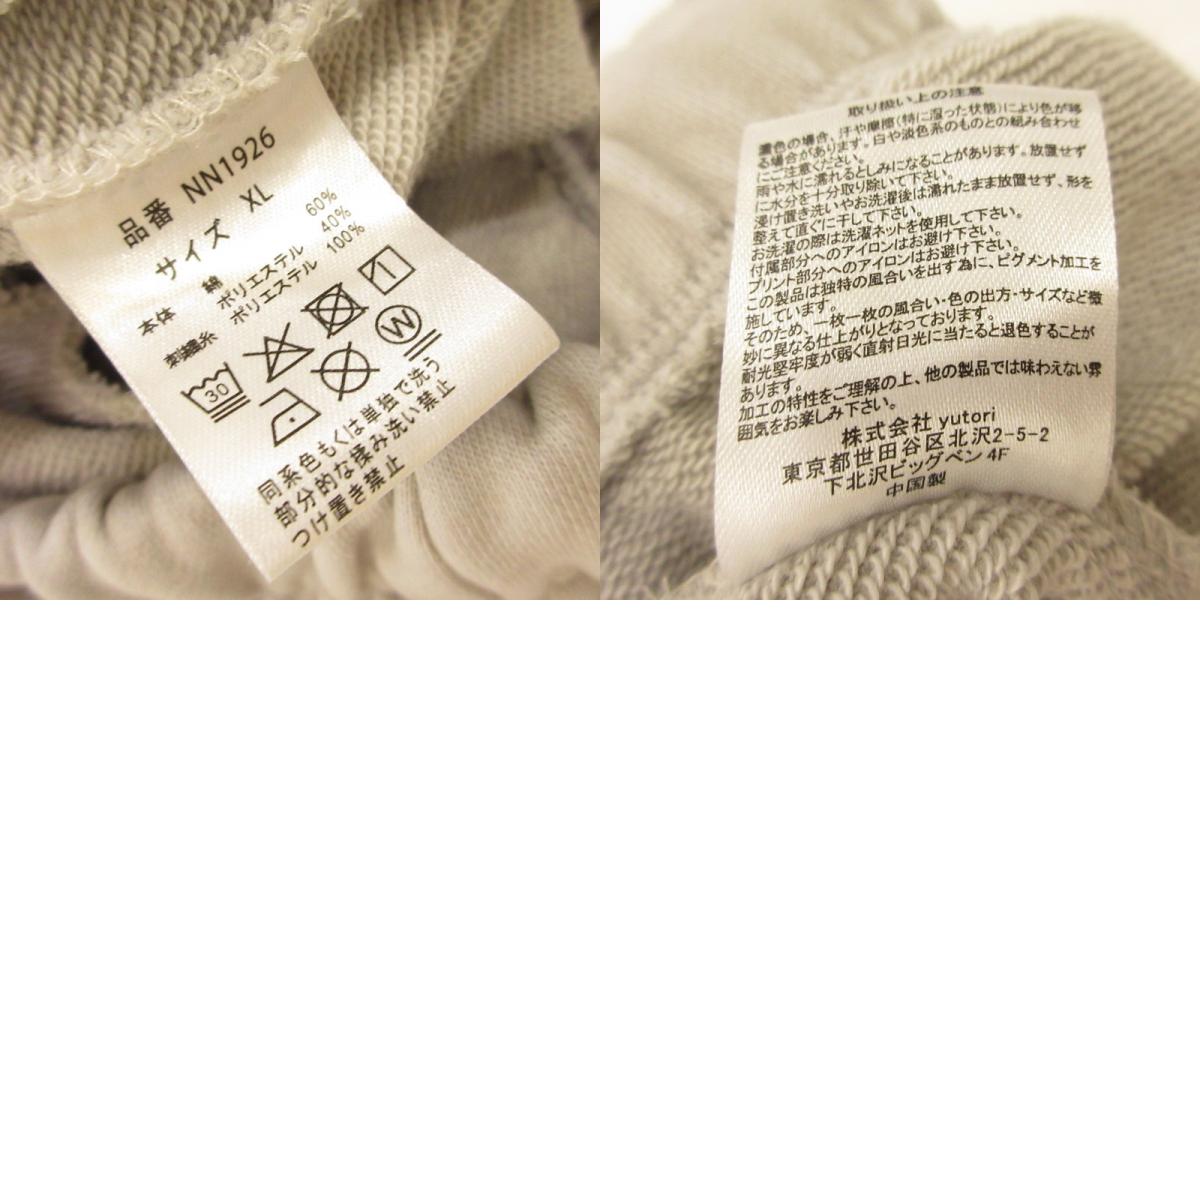 品番 NN1926
サイズ XL
本体 綿 60%
ポリエステル 40%
刺繍糸 ポリエステル 100%
30
W
同系色もくは単独で洗う
部分的な揉み洗い禁止
つけ置き禁止
取り扱い上の注意
濃色の場合、汗や摩擦(特に湿った状態)により色が移
る場合があります。白や淡色系のものとの組み合わせ
にご注意ください。
雨や水に濡れるとしみになることがあります。放置せず
に水分を十分取り除いて下さい。
浸け置き洗いやお洗濯後は濡れたまま放置せず、形を
整えて直ぐに干して下さい。
お洗濯の際は洗濯ネットを使用して下さい。
付属部分へのアイロンはお避け下さい。
プリント部分へのアイロンはお避け下さい。
この製品は独特の風合いを出す為に、ピグメント加工を
施しています。
そのため、一枚一枚の風合い・色の出方・サイズなど微
妙に異なる仕上がりとなっております。
耐光堅牢度が弱く直射日光に当たると退色することが
あります。
加工の特性をご理解の上、他の製品では味わえない雰
囲気をお楽しみ下さい。
株式会社 yutori
東京都世田谷区北沢2-5-2
下北沢ビッグベン 4F
中国製